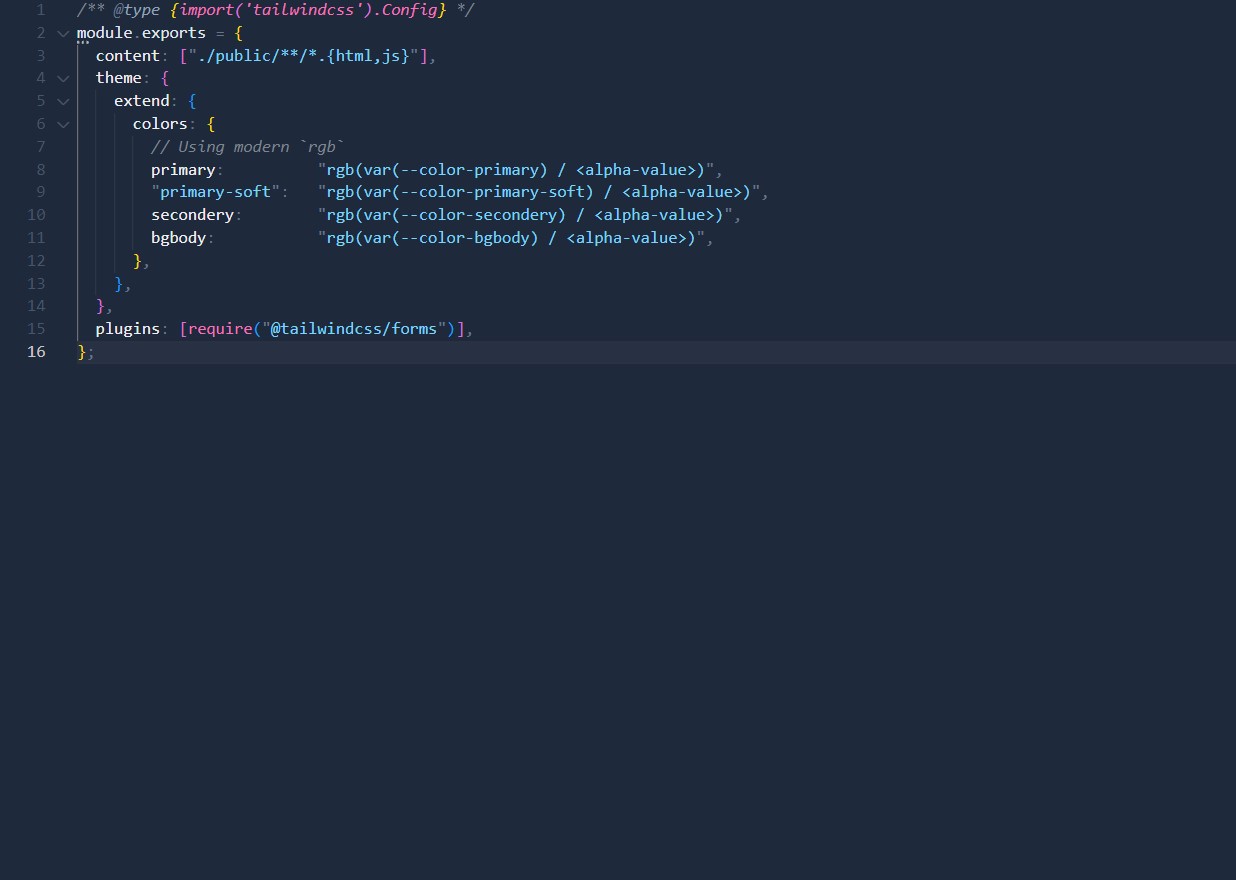 1 /** @type {import('tailwindcss').Config} */
2 module.exports = {
3 content: ["./public/**/*.{html,js}"],
4 theme: {
5 extend: {
6 colors: {
7 // Using modern `rgb`
8 primary: "rgb(var(--color-primary) / <alpha-value>)",
9 "primary-soft": "rgb(var(--color-primary-soft) / <alpha-value>)",
10 secondery: "rgb(var(--color-secondery) / <alpha-value>)",
11 bgbody: "rgb(var(--color-bgbody) / <alpha-value>)",
12 },
13 },
14 },
15 plugins: [require("@tailwindcss/forms")],
16 };